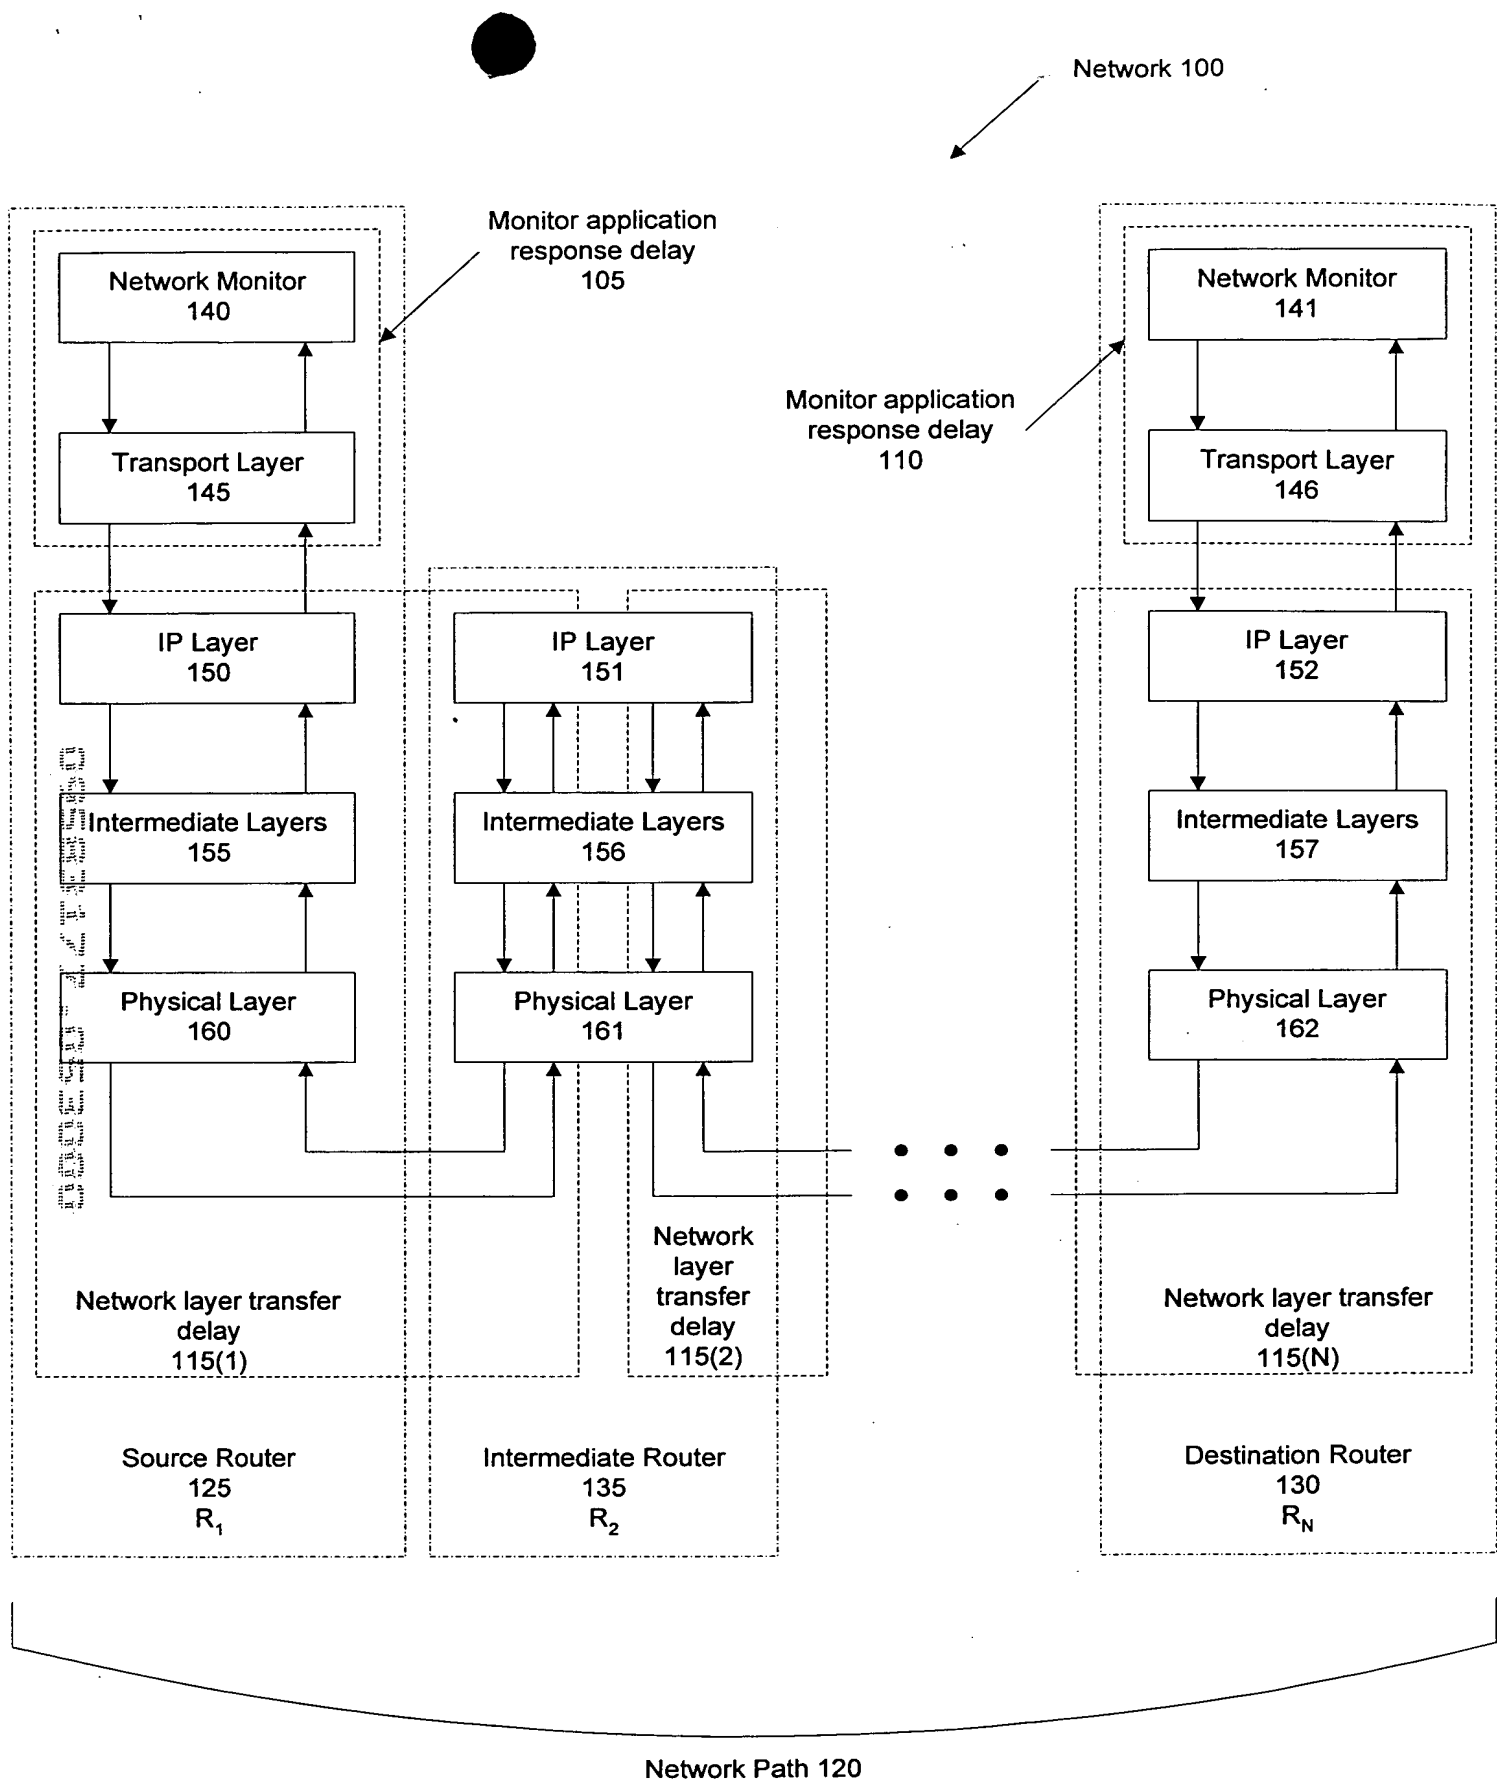 Network 100
Monitor application
response delay
105
Network Monitor
140
Transport Layer
145
Network Monitor
141
Monitor application
response delay
110
Transport Layer
146
IP Layer
150
IP Layer
151
IP Layer
152
Intermediate Layers
155
Intermediate Layers
156
Intermediate Layers
157
Physical Layer
160
Physical Layer
161
Physical Layer
162
Network layer transfer
delay
115(1)
Network
layer
transfer
delay
115(2)
Network layer transfer
delay
115(N)
Source Router
125
R1
Intermediate Router
135
R2
Destination Router
130
RN
Network Path 120